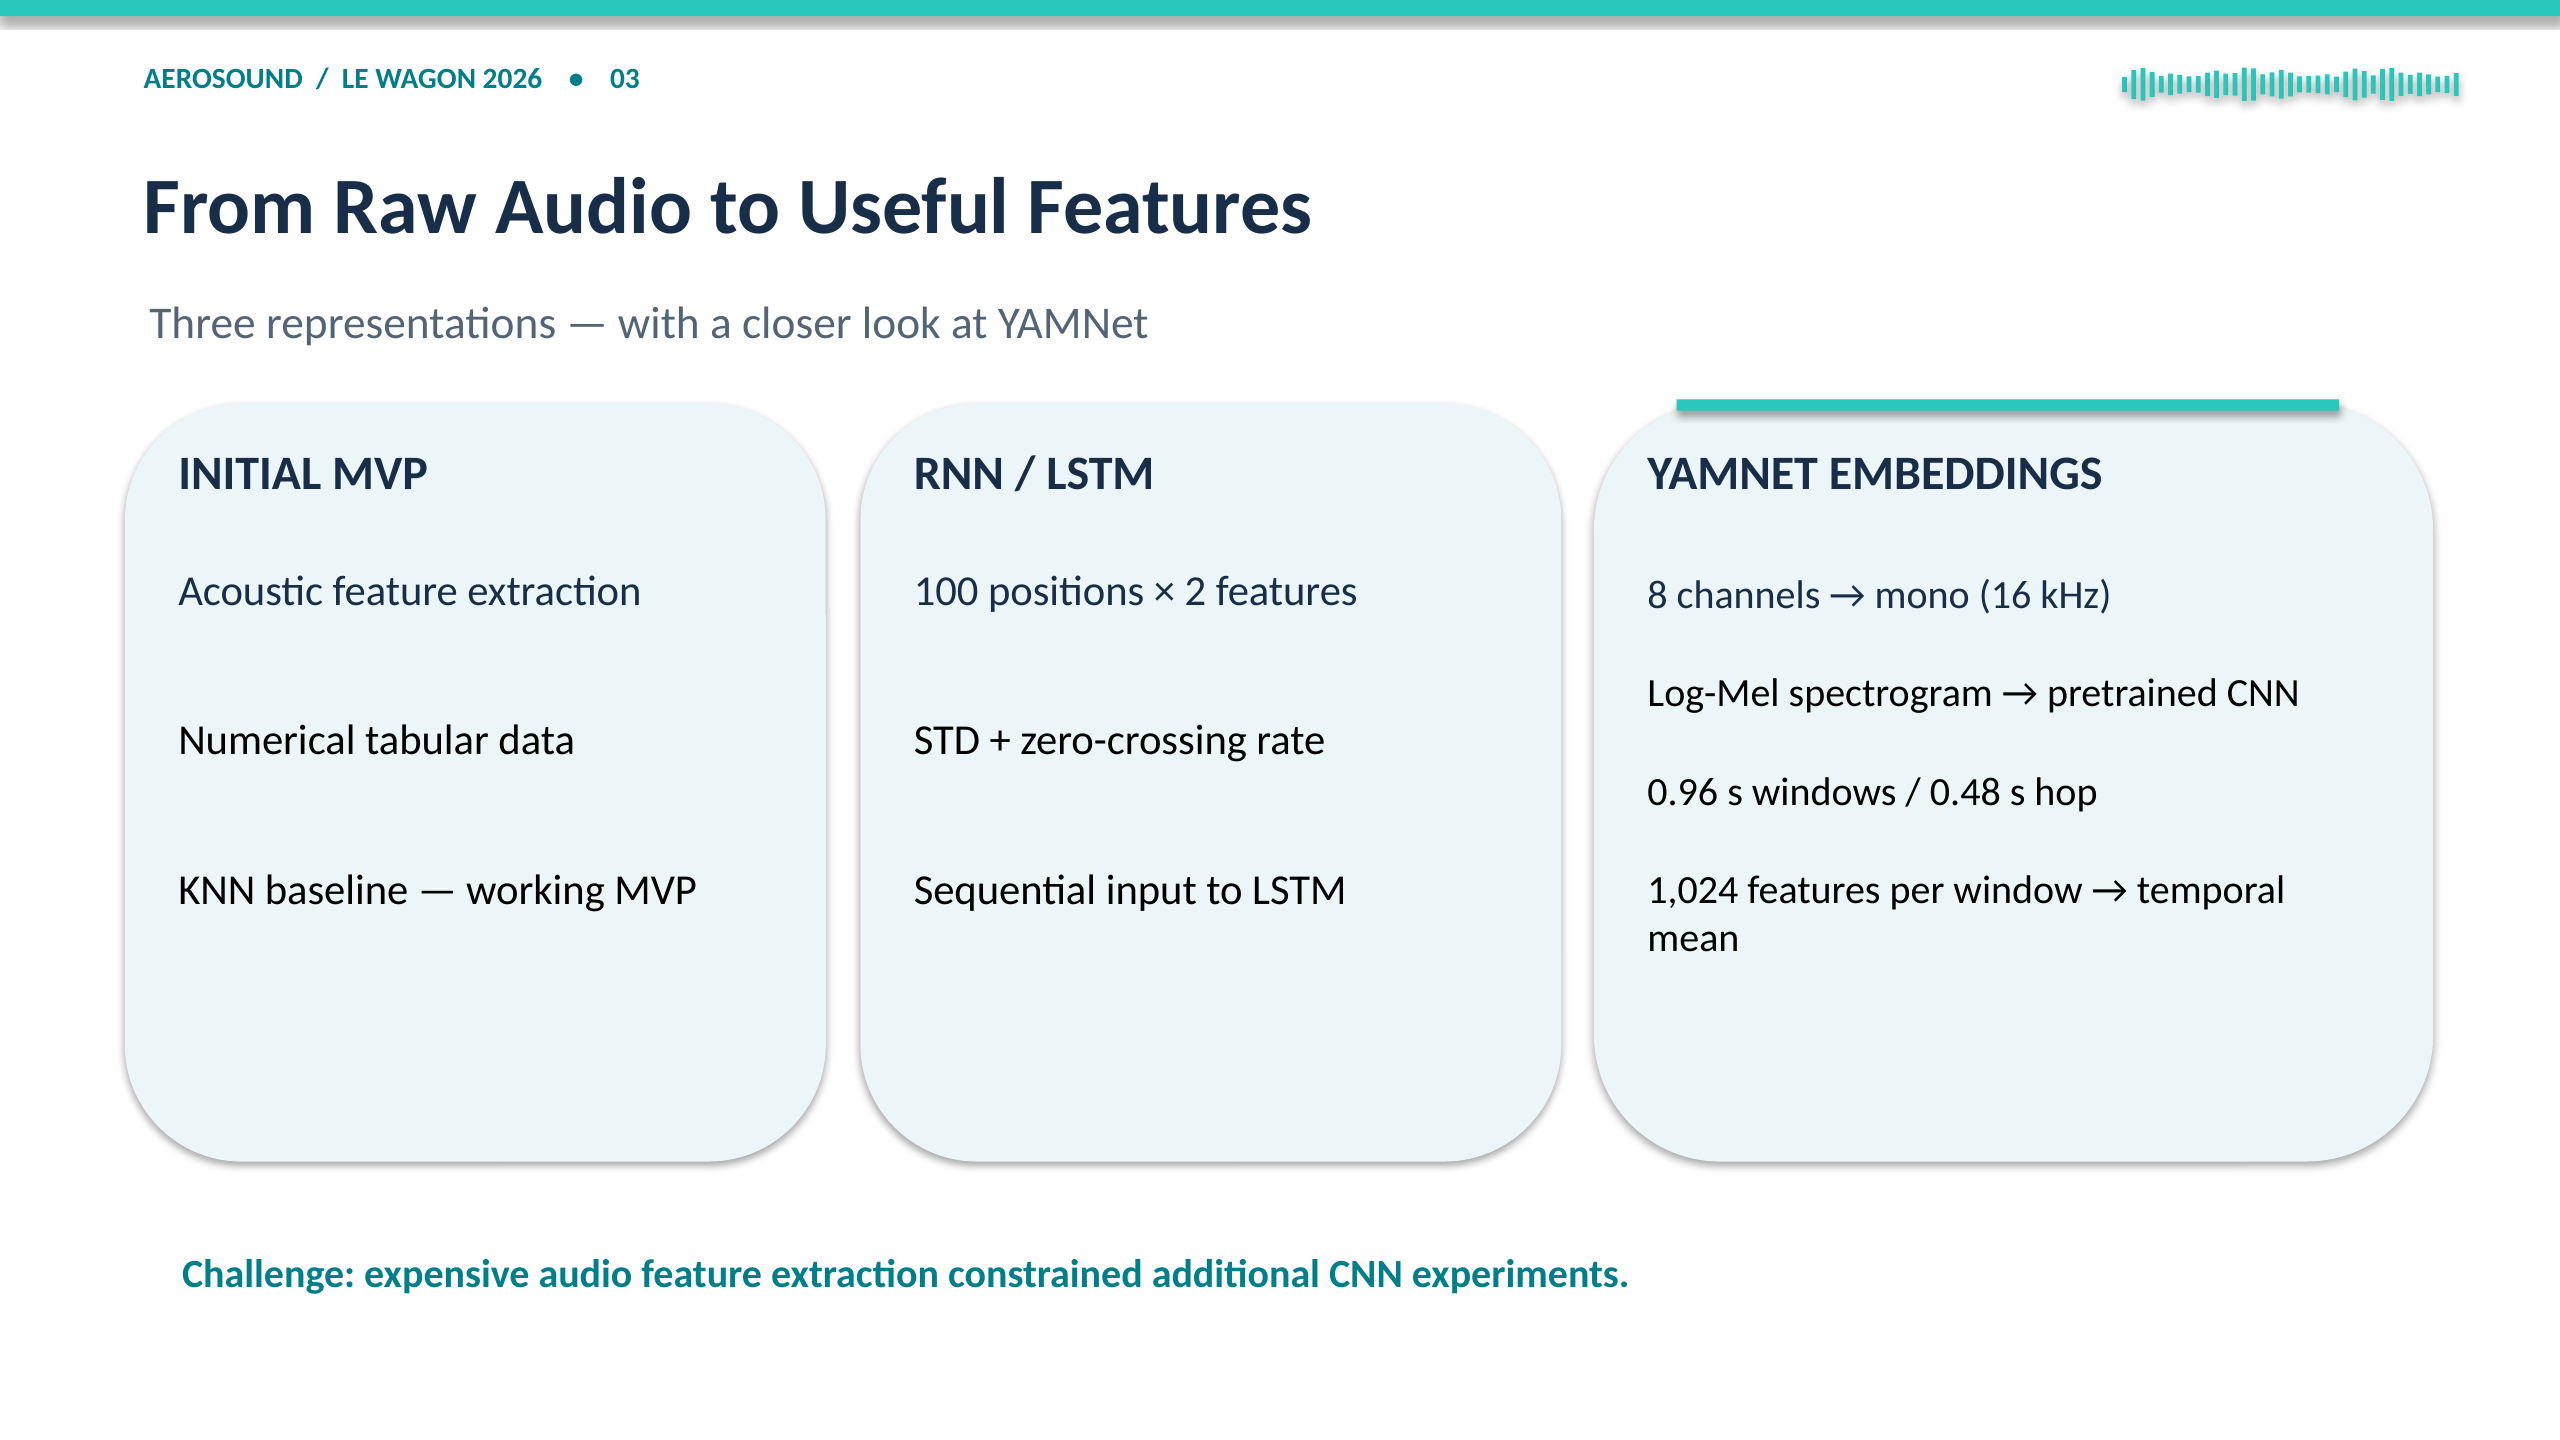 AEROSOUND / LE WAGON 2026 • 03
From Raw Audio to Useful Features
Three representations — with a closer look at YAMNet
INITIAL MVP
Acoustic feature extraction
Numerical tabular data
KNN baseline — working MVP
RNN / LSTM
100 positions × 2 features
STD + zero-crossing rate
Sequential input to LSTM
YAMNET EMBEDDINGS
8 channels → mono (16 kHz)
Log-Mel spectrogram → pretrained CNN
0.96 s windows / 0.48 s hop
1,024 features per window → temporal
mean
Challenge: expensive audio feature extraction constrained additional CNN experiments.